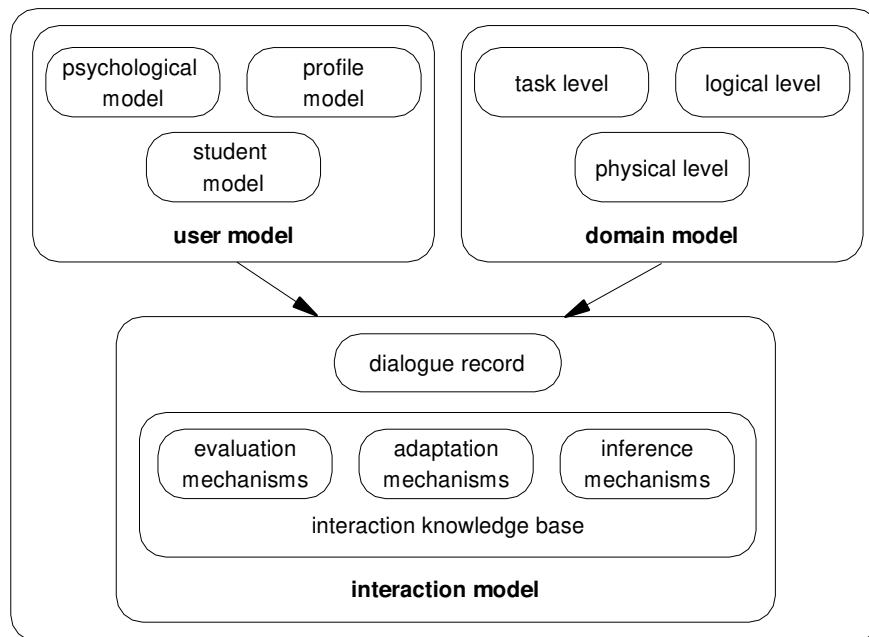 psychological
model
profile
model
student
model
user model
task level
logical level
physical level
domain model
dialogue record
evaluation
mechanisms
adaptation
mechanisms
inference
mechanisms
interaction knowledge base
interaction model